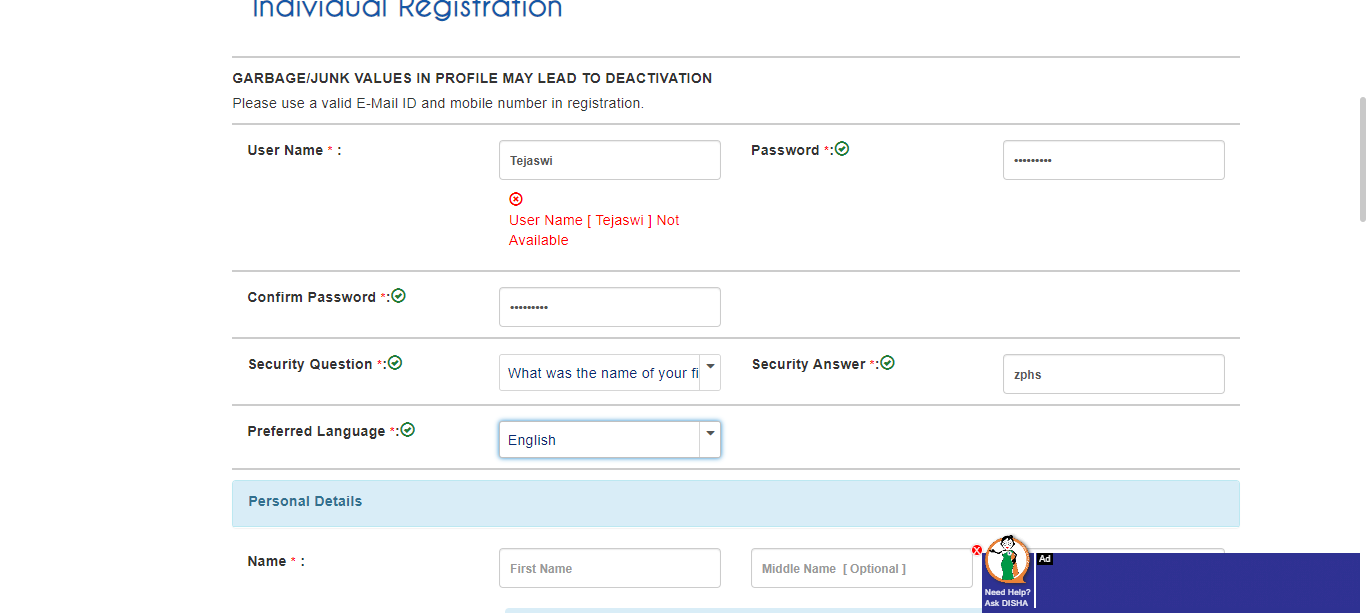 Individual Registration
GARBAGE/JUNK VALUES IN PROFILE MAY LEAD TO DEACTIVATION
Please use a valid E-Mail ID and mobile number in registration.
User Name * :
Tejaswi
Password *:
•••••••••
User Name [ Tejaswi ] Not
Available
Confirm Password *:
•••••••••
Security Question *:
What was the name of your fi
Security Answer *:
zphs
Preferred Language *:
English
Personal Details
Name * :
First Name
Middle Name [ Optional ]
Ad
Need Help?
Ask DISHA